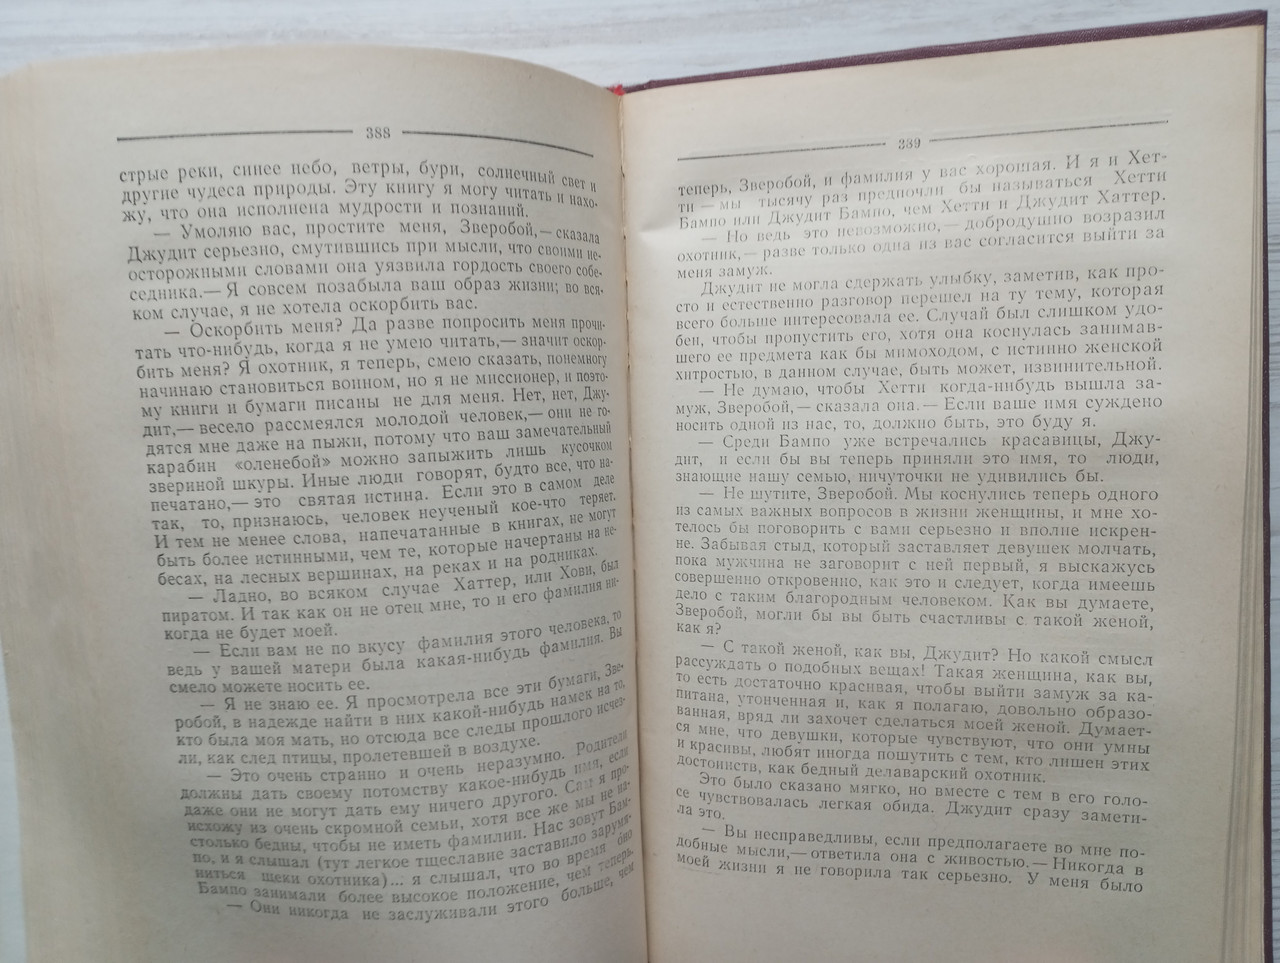 388
стрые реки, синее небо, ветры, бури, солнечный свет и
другие чудеса природы. Эту книгу я могу читать и нахо-
жу, что она исполнена мудрости и познаний.
— Умоляю вас, простите меня, Зверобой,— сказала
Джудит серьезно, смутившись при мысли, что своими не-
осторожными словами она уязвила гордость своего собе-
седника.— Я совсем позабыла ваш образ жизни; во вся-
ком случае, я не хотела оскорбить вас.
— Оскорбить меня? Да разве попросить меня прочи-
тать что-нибудь, когда я не умею читать,— значит оскор-
бить меня? Я охотник, я теперь, смею сказать, понемногу
начинаю становиться воином, но я не миссионер, и поэто-
му книги и бумаги писаны не для меня. Нет, нет, Джу-
дит,— весело рассмеялся молодой человек,— они не го-
дятся мне даже на пыжи, потому что ваш замечательный
карабин «оленебой» можно запыжить лишь кусочком
звериной шкуры. Иные люди говорят, будто все, что на-
печатано,— это святая истина. Если это в самом деле
так, то, признаюсь, человек неученый кое-что теряет.
И тем не менее слова, напечатанные в книгах, не могут
быть более истинными, чем те, которые начертаны на не-
бесах, на лесных вершинах, на реках и на родниках.
— Ладно, во всяком случае Хаттер, или Хови, был
пиратом. И так как он не отец мне, то и его фамилия ни-
когда не будет моей.
— Если вам не по вкусу фамилия этого человека, то
ведь у вашей матери была какая-нибудь фамилия. Вы
смело можете носить ее.
— Я не знаю ее. Я просмотрела все эти бумаги, Зве-
робой, в надежде найти в них какой-нибудь намек на то,
кто была моя мать, но отсюда все следы прошлого исчез-
ли, как след птицы, пролетевшей в воздухе.
— Это очень странно и очень неразумно. Родители
должны дать своему потомству какое-нибудь имя, если
даже они не могут дать ему ничего другого. Сам я про-
исхожу из очень скромной семьи, хотя все же мы не на-
столько бедны, чтобы не иметь фамилии. Нас зовут Бам-
по, и я слышал (тут легкое тщеславие заставило зарумя-
ниться щеки охотника)... я слышал, что во время оно
Бампо занимали более высокое положение, чем теперь.
— Они никогда не заслуживали этого больше, чем
389
теперь, Зверобой, и фамилия у вас хорошая. И я и Хет-
ти — мы тысячу раз предпочли бы называться Хетти
Бампо или Джудит Бампо, чем Хетти и Джудит Хаттер.
— Но ведь это невозможно,— добродушно возразил
охотник,— разве только одна из вас согласится выйти за
меня замуж.
Джудит не могла сдержать улыбку, заметив, как про-
сто и естественно разговор перешел на ту тему, которая
всего больше интересовала ее. Случай был слишком удо-
бен, чтобы пропустить его, хотя она коснулась занимав-
шего ее предмета как бы мимоходом, с истинно женской
хитростью, в данном случае, быть может, извинительной.
— Не думаю, чтобы Хетти когда-нибудь вышла за-
муж, Зверобой,— сказала она.— Если ваше имя суждено
носить одной из нас, то, должно быть, это буду я.
— Среди Бампо уже встречались красавицы, Джу-
дит, и если бы вы теперь приняли это имя, то люди,
знающие нашу семью, ничуточки не удивились бы.
— Не шутите, Зверобой. Мы коснулись теперь одного
из самых важных вопросов в жизни женщины, и мне хо-
телось бы поговорить с вами серьезно и вполне искрен-
не. Забывая стыд, который заставляет девушек молчать,
пока мужчина не заговорит с ней первый, я выскажусь
совершенно откровенно, как это и следует, когда имеешь
дело с таким благородным человеком. Как вы думаете,
Зверобой, могли бы вы быть счастливы с такой женой,
как я?
— С такой женой, как вы, Джудит? Но какой смысл
рассуждать о подобных вещах! Такая женщина, как вы,
то есть достаточно красивая, чтобы выйти замуж за ка-
питана, утонченная и, как я полагаю, довольно образо-
ванная, вряд ли захочет сделаться моей женой. Думает-
ся мне, что девушки, которые чувствуют, что они умны
и красивы, любят иногда пошутить с тем, кто лишен этих
достоинств, как бедный делаварский охотник.
Это было сказано мягко, но вместе с тем в его голо-
се чувствовалась легкая обида. Джудит сразу замети-
ла это.
— Вы несправедливы, если предполагаете во мне по-
добные мысли,— ответила она с живостью.— Никогда в
моей жизни я не говорила так серьезно. У меня было